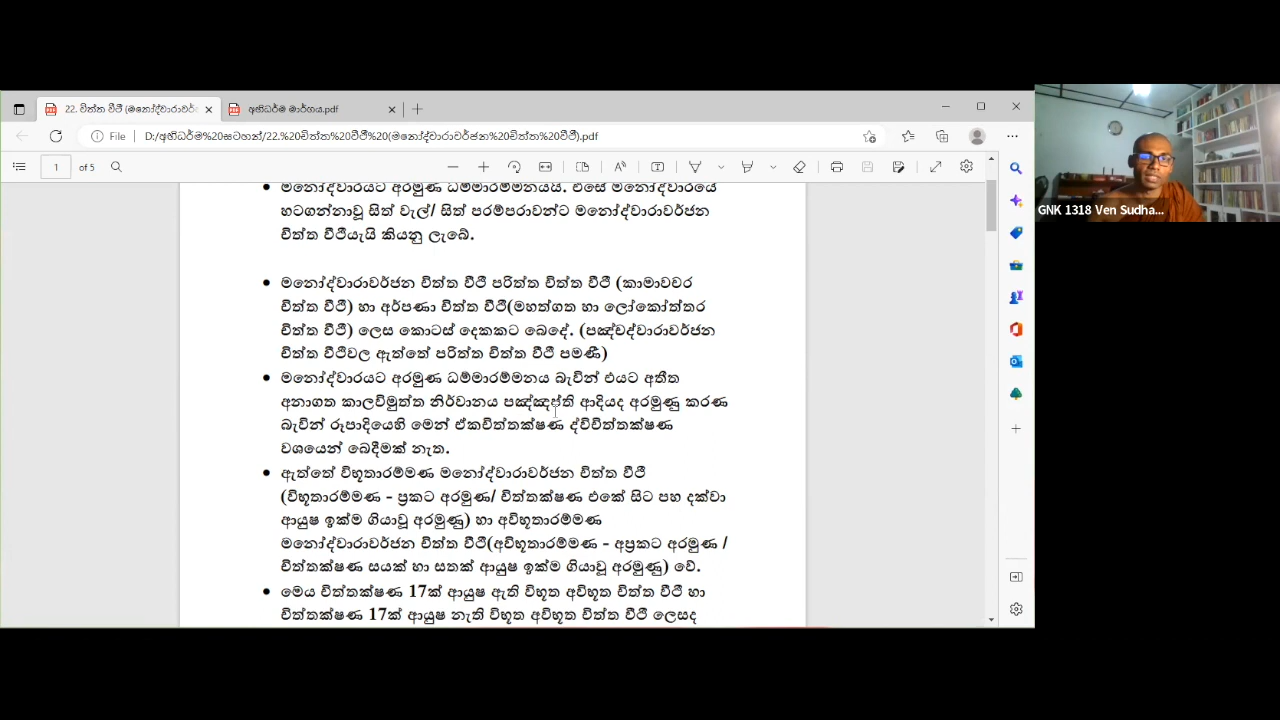 22. චිත්ත වීථි (මනෝද්වාරාවර්
අභිධර්ම මාර්ගය.pdf
File D:/අභිධර්ම%20සටහන්/22.%20චිත්ත%20වීථි%20(මනෝද්වාරාවර්ජන%20චිත්ත%20වීථි).pdf
1 of 5
• මනෝද්වාරයට අරමුණ ධම්මාරම්මනයයි. එසේ මනෝද්වාරයේ
හටගන්නාවූ සිත් වැල්/ සිත් පරම්පරාවන්ට මනෝද්වාරාවර්ජන
චිත්ත වීථියැයි කියනු ලැබේ.
• මනෝද්වාරාවර්ජන චිත්ත වීථි පරිත්ත චිත්ත වීථි (කාමාවචර
චිත්ත වීථි) හා අර්පණා චිත්ත වීථි(මහත්ගත හා ලෝකෝත්තර
චිත්ත වීථි) ලෙස කොටස් දෙකකට බෙදේ. (පඤ්චද්වාරාවර්ජන
චිත්ත වීථිවල ඇත්තේ පරිත්ත චිත්ත වීථි පමණි)
• මනෝද්වාරයට අරමුණ ධම්මාරම්මනය බැවින් එයට අතීත
අනාගත කාලවිමුත්ත නිර්වානය පඤ්ඤප්ති ආදියද අරමුණු කරණ
බැවින් රූපාදියෙහි මෙන් ඒකචිත්තක්ෂණ ද්විචිත්තක්ෂණ
වශයෙන් බෙදීමක් නැත.
• ඇත්තේ විභූතාරම්මණ මනෝද්වාරාවර්ජන චිත්ත වීථි
(විභූතාරම්මණ - ප්‍රකට අරමුණ/ චිත්තක්ෂණ එකේ සිට පහ දක්වා
ආයුෂ ඉක්ම ගියාවූ අරමුණු) හා අවිභූතාරම්මණ
මනෝද්වාරාවර්ජන චිත්ත වීථි(අවිභූතාරම්මණ - අප්‍රකට අරමුණ /
චිත්තක්ෂණ සයක් හා සතක් ආයුෂ ඉක්ම ගියාවූ අරමුණු) වේ.
• මෙය චිත්තක්ෂණ 17ක් ආයුෂ ඇති විභූත අවිභූත චිත්ත වීථි හා
චිත්තක්ෂණ 17ක් ආයුෂ නැති විභූත අවිභූත චිත්ත වීථි ලෙසද
GNK 1318 Ven Sudha...